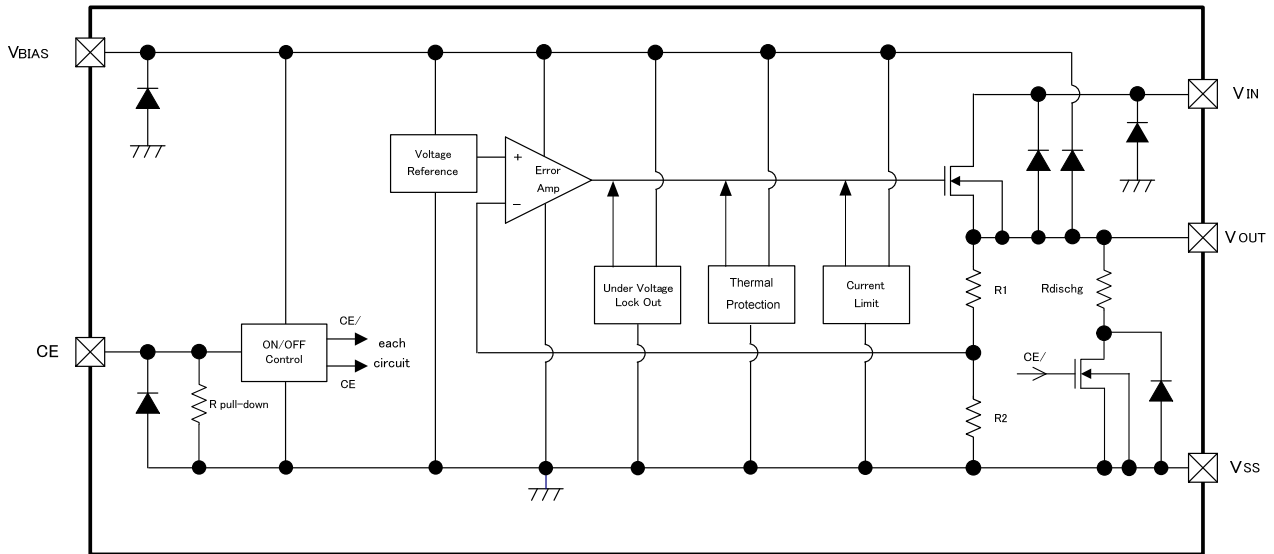 VBIAS
VIN
Voltage
Reference
+
Error
Amp
−
VOUT
Under Voltage
Lock Out
Thermal
Protection
Current
Limit
R1
Rdischg
CE
ON/OFF
Control
CE/
each
circuit
CE
CE/
R pull-down
R2
VSS